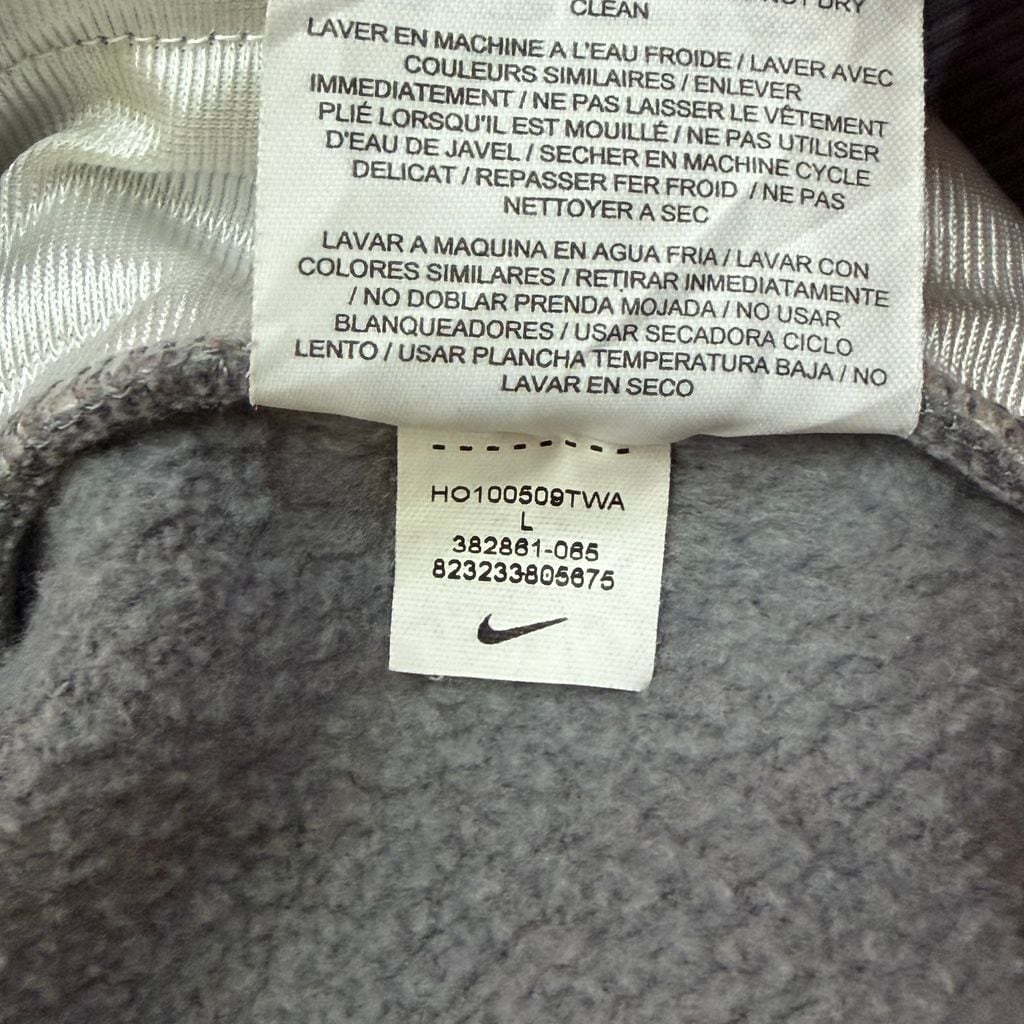 NOT DRY
CLEAN
LAVER EN MACHINE A L'EAU FROIDE / LAVER AVEC
COULEURS SIMILAIRES / ENLEVER
IMMEDIATEMENT / NE PAS LAISSER LE VÊTEMENT
PLIÉ LORSQU'IL EST MOUILLÉ / NE PAS UTILISER
D'EAU DE JAVEL / SECHER EN MACHINE CYCLE
DELICAT / REPASSER FER FROID / NE PAS
NETTOYER A SEC
LAVAR A MAQUINA EN AGUA FRIA / LAVAR CON
COLORES SIMILARES / RETIRAR INMEDIATAMENTE
/ NO DOBLAR PRENDA MOJADA / NO USAR
BLANQUEADORES / USAR SECADORA CICLO
LENTO / USAR PLANCHA TEMPERATURA BAJA / NO
LAVAR EN SECO
HO100509TWA
L
382861-065
823233805675